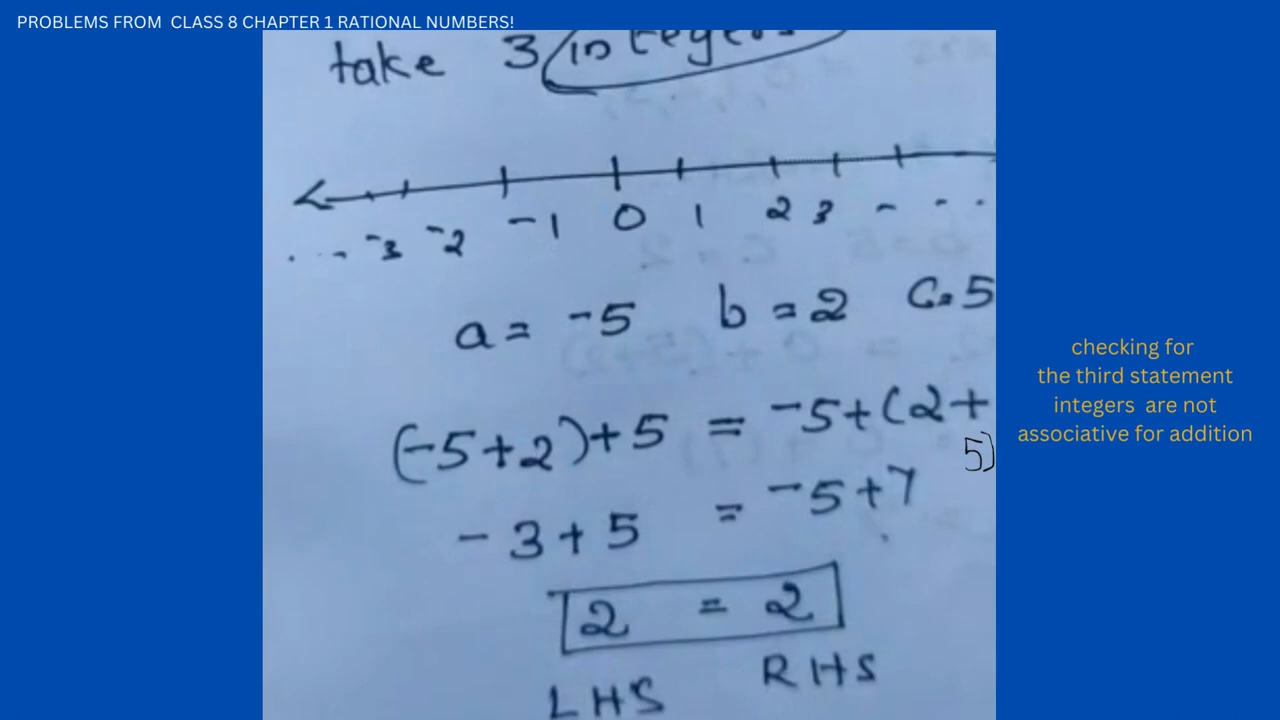 PROBLEMS FROM CLASS 8 CHAPTER 1 RATIONAL NUMBERS!
take 3 integers
... -3 -2 -1 0 1 2 3 - - . .
a = -5 b = 2 C = 5
(-5+2)+5 = -5+(2+
5)
-3+5 = -5+7
2 = 2
LHS RHS
checking for
the third statement
integers are not
associative for addition